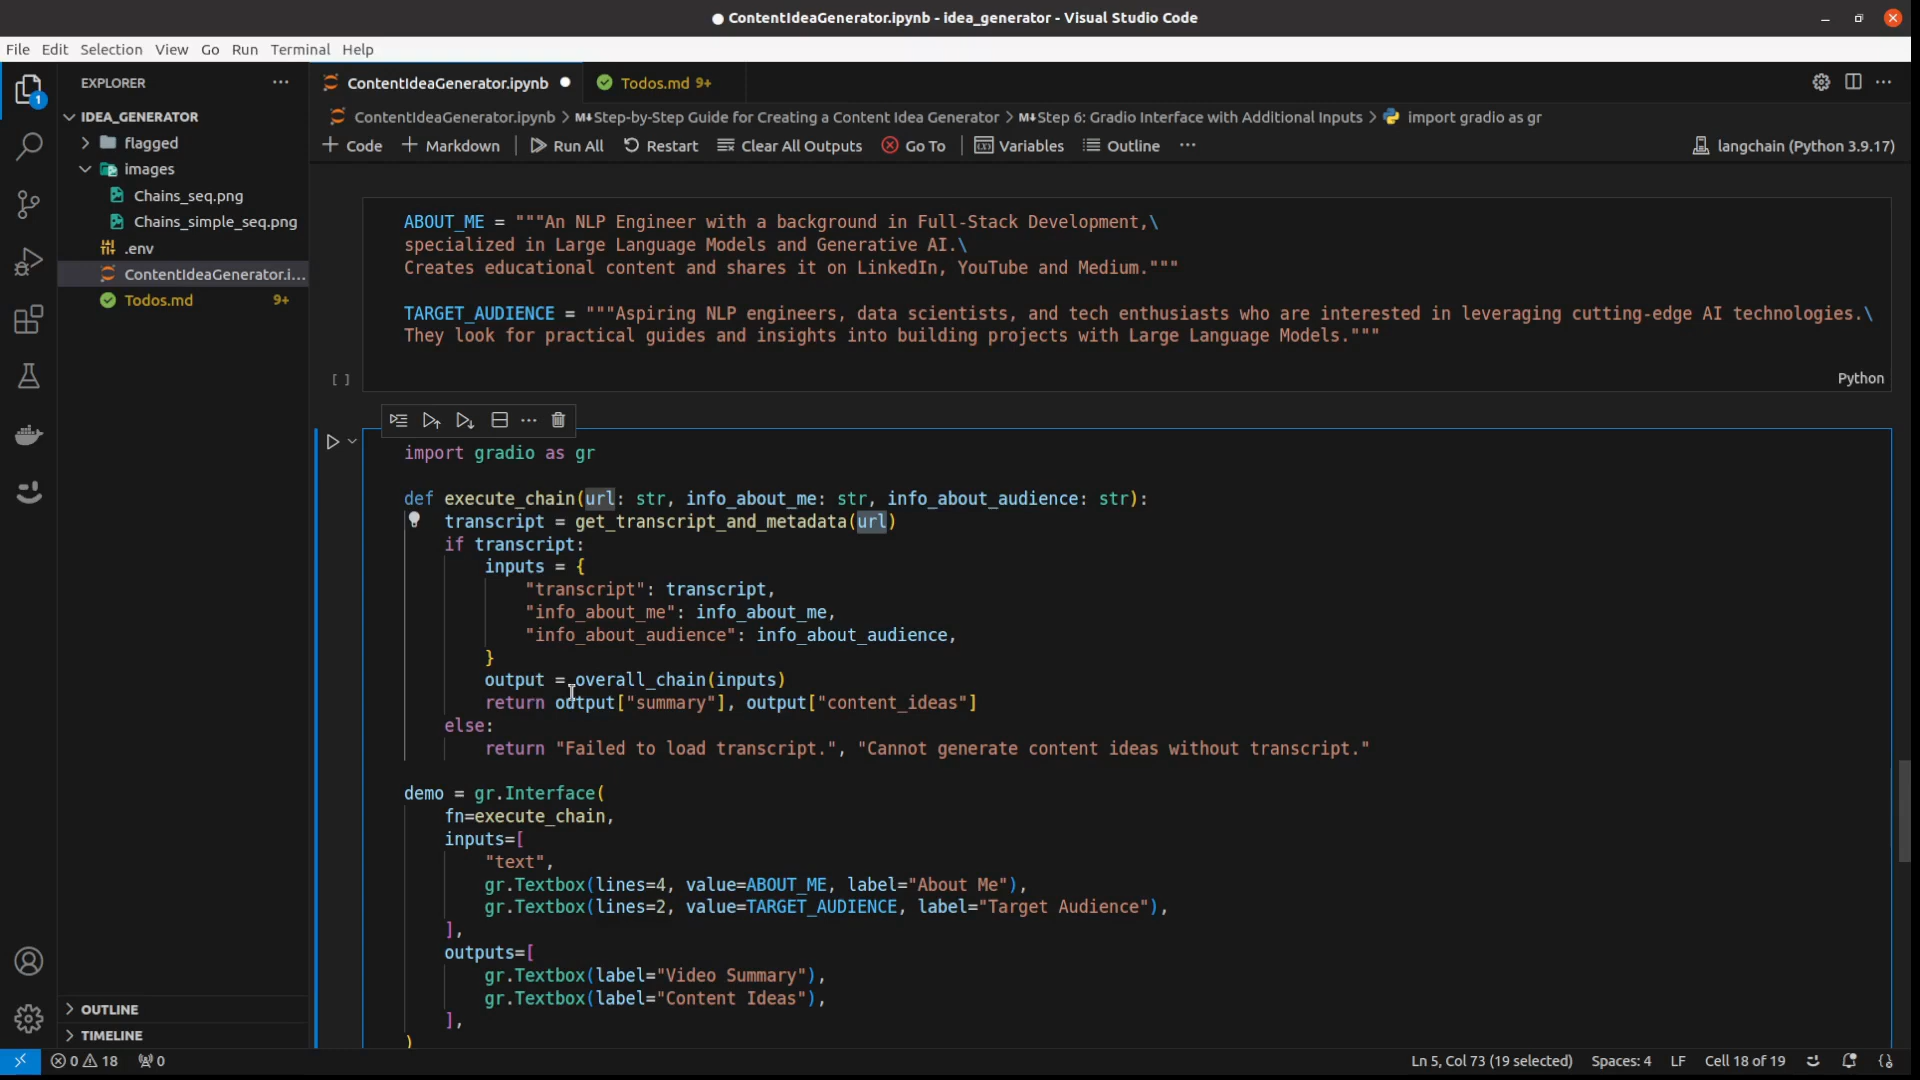 ContentIdeaGenerator.ipynb - idea_generator - Visual Studio Code
File Edit Selection View Go Run Terminal Help
EXPLORER
ContentIdeaGenerator.ipynb
Todos.md 9+
1
IDEA_GENERATOR
flagged
images
Chains_seq.png
Chains_simple_seq.png
.env
ContentIdeaGenerator.i...
Todos.md 9+
OUTLINE
TIMELINE
ContentIdeaGenerator.ipynb > M↓Step-by-Step Guide for Creating a Content Idea Generator > M↓Step 6: Gradio Interface with Additional Inputs > import gradio as gr
+ Code + Markdown Run All Restart Clear All Outputs Go To Variables Outline ···
langchain (Python 3.9.17)
ABOUT_ME = """An NLP Engineer with a background in Full-Stack Development,\
specialized in Large Language Models and Generative AI.\
Creates educational content and shares it on LinkedIn, YouTube and Medium."""
TARGET_AUDIENCE = """Aspiring NLP engineers, data scientists, and tech enthusiasts who are interested in leveraging cutting-edge AI technologies.\
They look for practical guides and insights into building projects with Large Language Models."""
[ ]
Python
import gradio as gr
def execute_chain(url: str, info_about_me: str, info_about_audience: str):
transcript = get_transcript_and_metadata(url)
if transcript:
inputs = {
"transcript": transcript,
"info_about_me": info_about_me,
"info_about_audience": info_about_audience,
}
output = overall_chain(inputs)
return output["summary"], output["content_ideas"]
else:
return "Failed to load transcript.", "Cannot generate content ideas without transcript."
demo = gr.Interface(
fn=execute_chain,
inputs=[
"text",
gr.Textbox(lines=4, value=ABOUT_ME, label="About Me"),
gr.Textbox(lines=2, value=TARGET_AUDIENCE, label="Target Audience"),
],
outputs=[
gr.Textbox(label="Video Summary"),
gr.Textbox(label="Content Ideas"),
],
)
0 18 0
Ln 5, Col 73 (19 selected) Spaces: 4 LF Cell 18 of 19